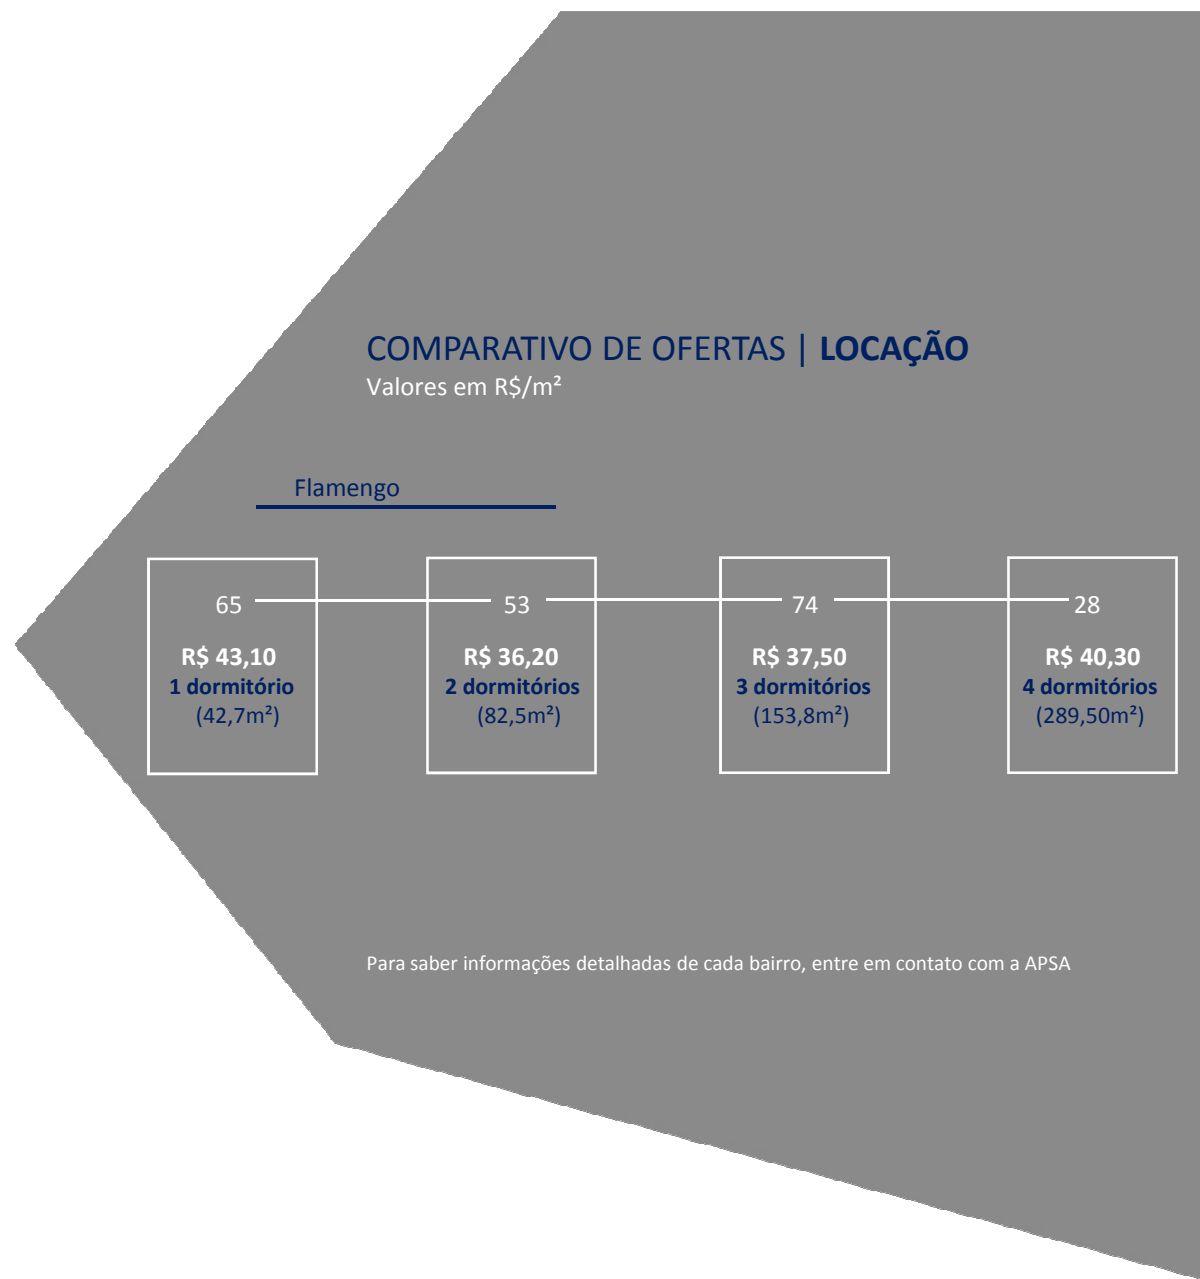 COMPARATIVO DE OFERTAS | LOCAÇÃO
Valores em R$/m²
Flamengo
65
R$ 43,10
1 dormitório
(42,7m²)
53
R$ 36,20
2 dormitórios
(82,5m²)
74
R$ 37,50
3 dormitórios
(153,8m²)
28
R$ 40,30
4 dormitórios
(289,50m²)
Para saber informações detalhadas de cada bairro, entre em contato com a APSA